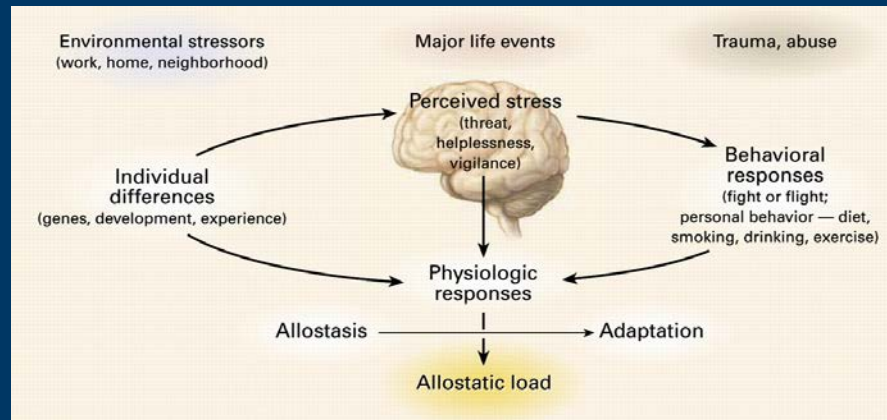 Environmental stressors
(work, home, neighborhood)
Major life events
Trauma, abuse
Perceived stress
(threat,
helplessness,
vigilance)
Individual
differences
(genes, development, experience)
Behavioral
responses
(fight or flight;
personal behavior — diet,
smoking, drinking, exercise)
Physiologic
responses
Allostasis
Adaptation
Allostatic load